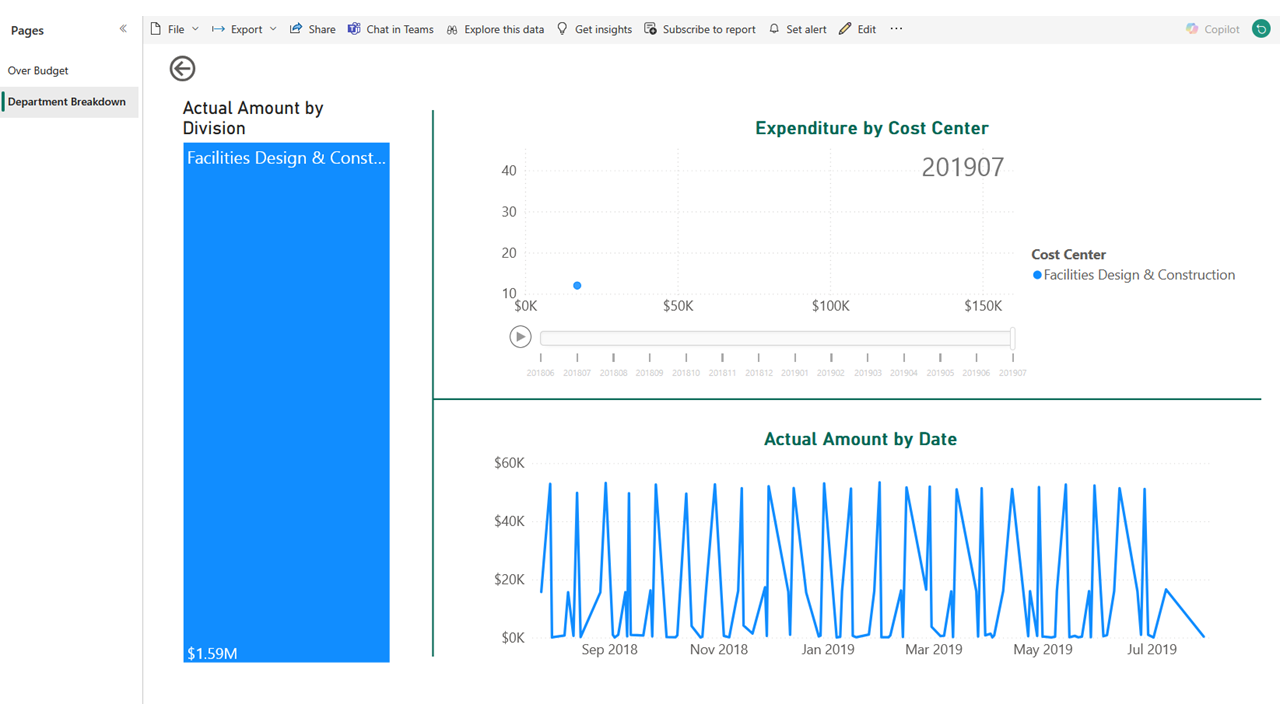 Pages
File
Export
Share
Chat in Teams
Explore this data
Get insights
Subscribe to report
Set alert
Edit
Copilot
Over Budget
Department Breakdown
Actual Amount by
Division
Facilities Design & Const...
$1.59M
Expenditure by Cost Center
201907
40
30
20
10
$0K $50K $100K $150K
Cost Center
Facilities Design & Construction
201806 201807 201808 201809 201810 201811 201812 201901 201902 201903 201904 201905 201906 201907
Actual Amount by Date
$60K
$40K
$20K
$0K
Sep 2018 Nov 2018 Jan 2019 Mar 2019 May 2019 Jul 2019